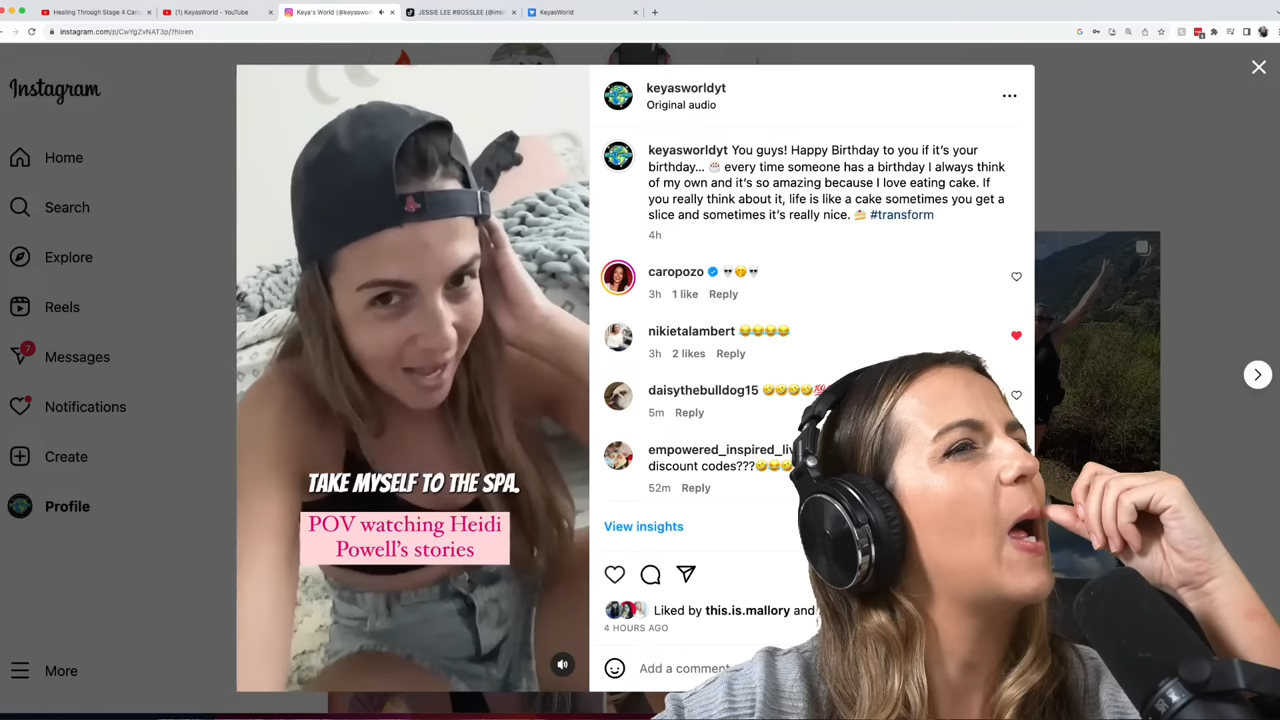 Healing Through Stage 4 Canc
(1) KeyasWorld - YouTube
Keya's World (@keyaswor
JESSIE LEE #BOSSLEE (@imb
KeyasWorld
instagram.com/p/CwYgZvNAT3p/?hl=en
Instagram
Home
Search
Explore
Reels
7
Messages
Notifications
Create
Profile
More
TAKE MYSELF TO THE SPA.
POV watching Heidi
Powell's stories
keyasworldyt
Original audio
keyasworldyt You guys! Happy Birthday to you if it's your
birthday... 🎂 every time someone has a birthday I always think
of my own and it's so amazing because I love eating cake. If
you really think about it, life is like a cake sometimes you get a
slice and sometimes it's really nice. 🍰 #transform
4h
caropozo 💀🤭💀
3h 1 like Reply
nikietalambert 😂😂😂😂
3h 2 likes Reply
daisythebulldog15 🤣🤣🤣🤣💯
5m Reply
empowered_inspired_li
discount codes???🤣😂🤣
52m Reply
View insights
Liked by this.is.mallory and
4 HOURS AGO
Add a comme